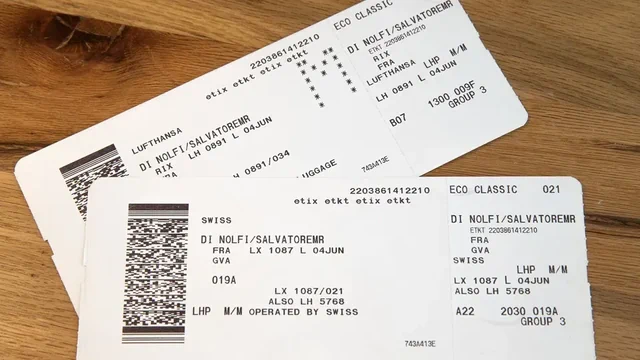 2203861412210
etix etkt etix etkt
LUFTHANSA
DI NOLFI/SALVATOREMR
RIX LH 0891 L 04JUN
FRA
LH 0891/034
LUGGAGE
743A413E
ECO CLASSIC
DI NOLFI/SALVATOREMR
ETKT 2203861412210
RIX
FRA
LUFTHANSA LHP M/M
LH 0891 L 04JUN
B07 1300 009F
GROUP 3
2203861412210
etix etkt etix etkt
SWISS
DI NOLFI/SALVATOREMR
FRA LX 1087 L 04JUN
GVA
019A
LX 1087/021
ALSO LH 5768
LHP M/M OPERATED BY SWISS
743A413E
ECO CLASSIC 021
DI NOLFI/SALVATOREMR
ETKT 2203861412210
FRA
GVA
SWISS
LHP M/M
LX 1087 L 04JUN
ALSO LH 5768
A22 2030 019A
GROUP 3